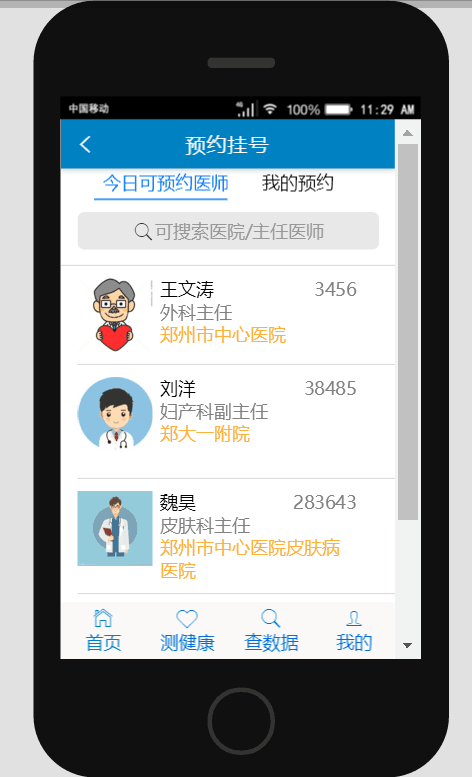 中国移动 4G 100% 11:29 AM
预约挂号
今日可预约医师 我的预约
可搜索医院/主任医师
王文涛 3456
外科主任
郑州市中心医院
刘洋 38485
妇产科副主任
郑大一附院
魏昊 283643
皮肤科主任
郑州市中心医院皮肤病
医院
首页 测健康 查数据 我的